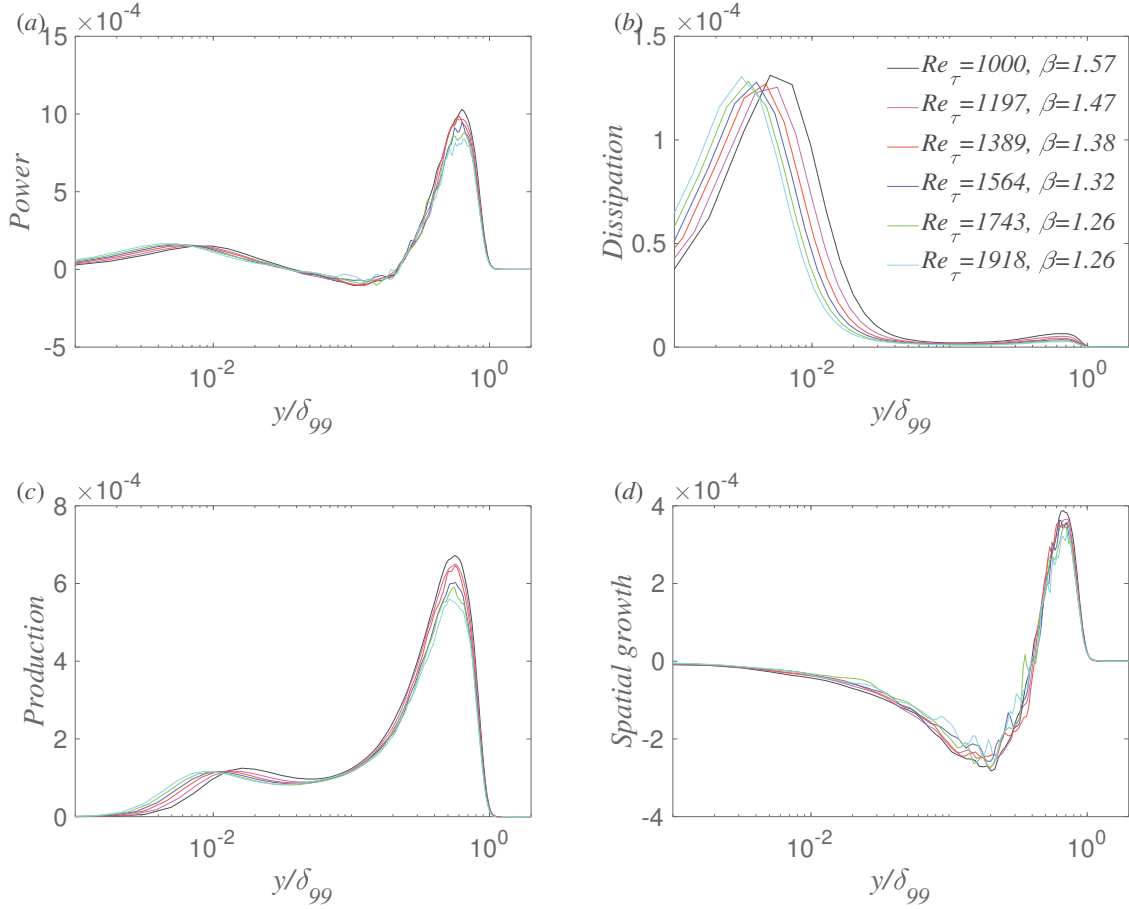 (a)
×10⁻⁴
15
10
5
0
-5
Power
10⁻²
10⁰
y/δ₉₉
(b)
×10⁻⁴
1.5
1
0.5
0
Dissipation
Re_τ=1000, β=1.57
Re_τ=1197, β=1.47
Re_τ=1389, β=1.38
Re_τ=1564, β=1.32
Re_τ=1743, β=1.26
Re_τ=1918, β=1.26
10⁻²
10⁰
y/δ₉₉
(c)
×10⁻⁴
8
6
4
2
0
Production
10⁻²
10⁰
y/δ₉₉
(d)
×10⁻⁴
4
2
0
-2
-4
Spatial growth
10⁻²
10⁰
y/δ₉₉